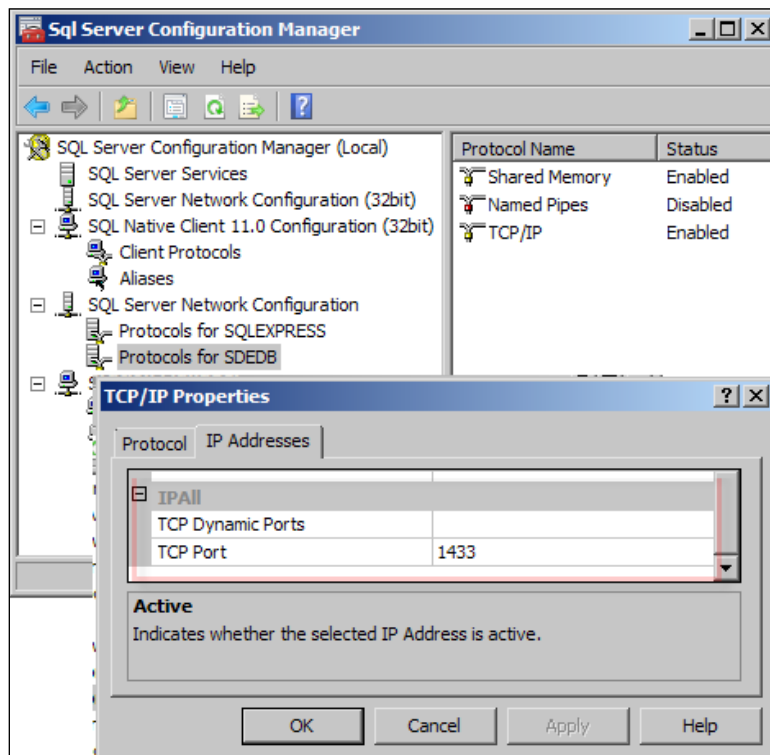 Sql Server Configuration Manager
File Action View Help
SQL Server Configuration Manager (Local)
SQL Server Services
SQL Server Network Configuration (32bit)
SQL Native Client 11.0 Configuration (32bit)
Client Protocols
Aliases
SQL Server Network Configuration
Protocols for SQLEXPRESS
Protocols for SDEDB
Protocol Name Status
Shared Memory Enabled
Named Pipes Disabled
TCP/IP Enabled
TCP/IP Properties
Protocol IP Addresses
IPAll
TCP Dynamic Ports
TCP Port 1433
Active
Indicates whether the selected IP Address is active.
OK Cancel Apply Help